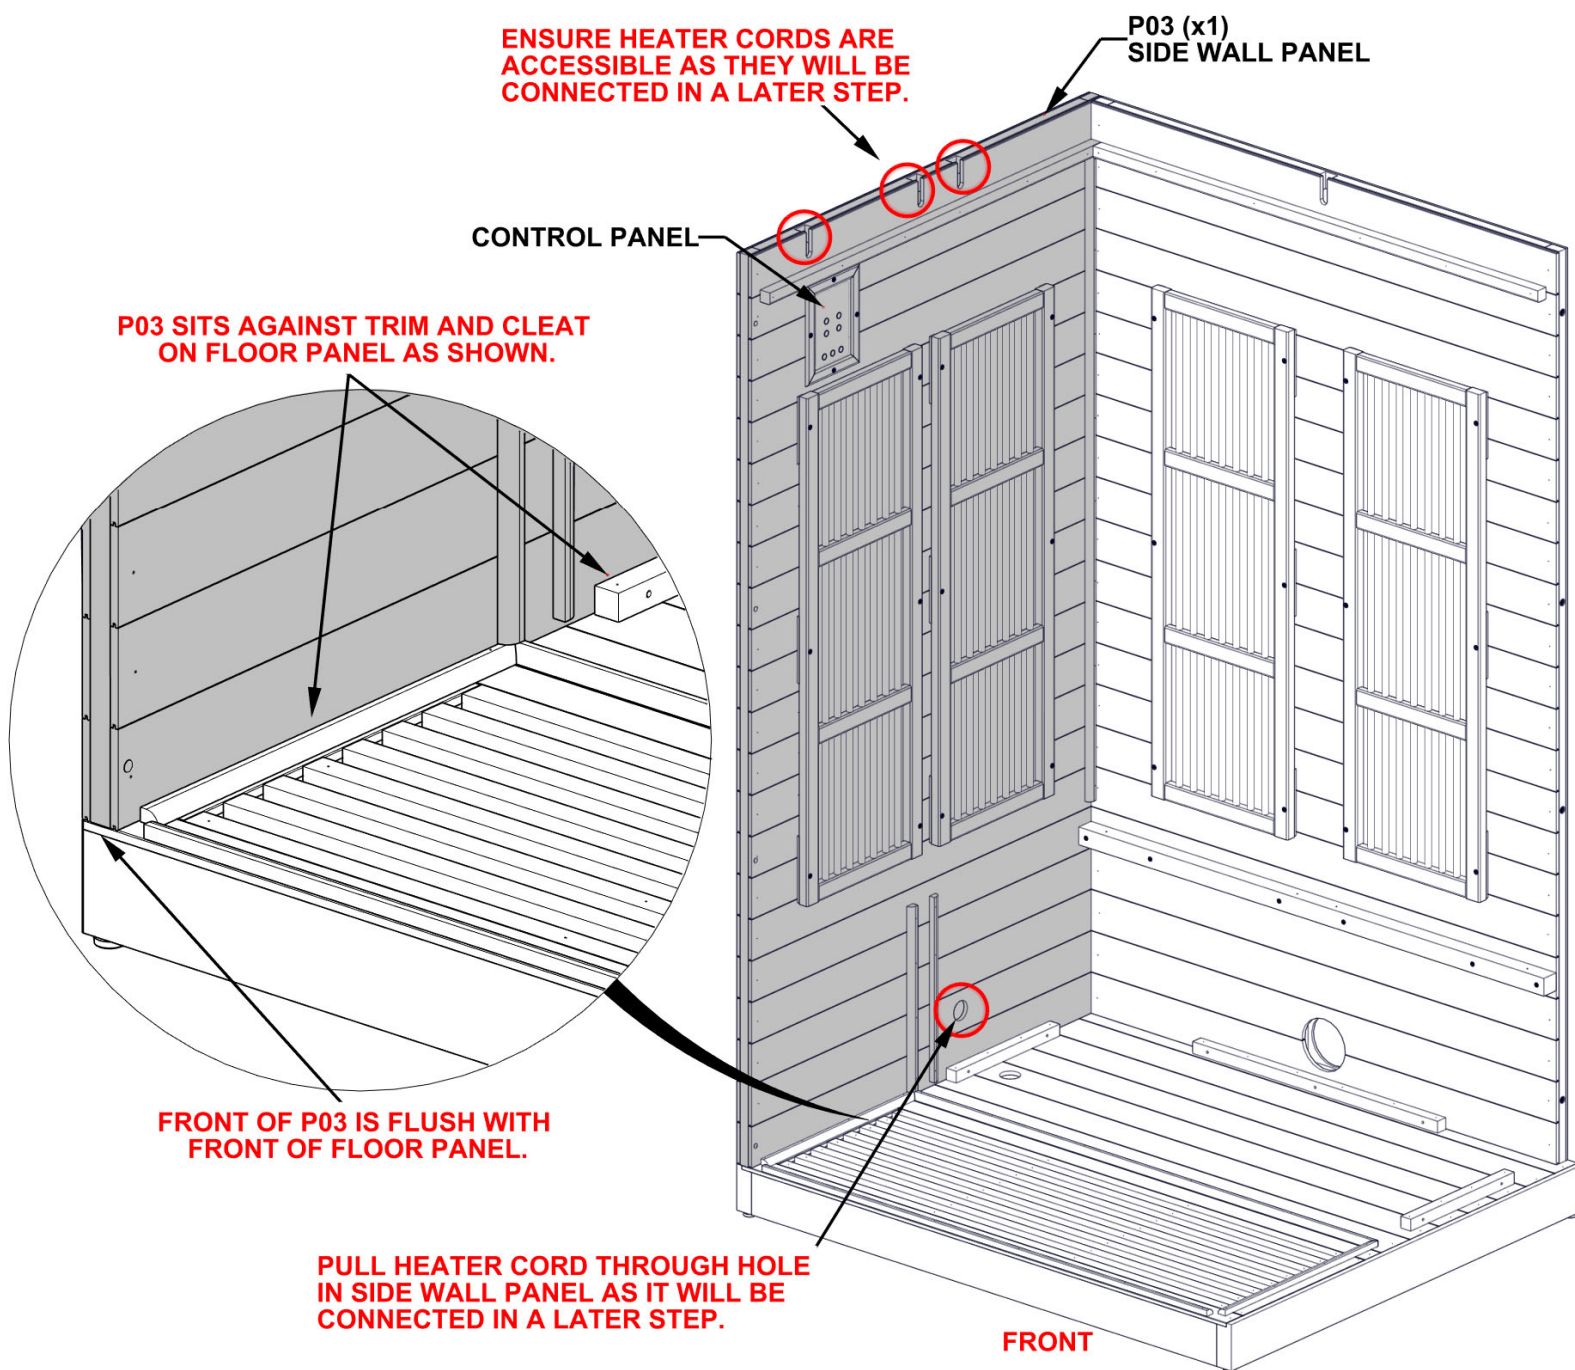 P03 (x1)
SIDE WALL PANEL
ENSURE HEATER CORDS ARE
ACCESSIBLE AS THEY WILL BE
CONNECTED IN A LATER STEP.
CONTROL PANEL
P03 SITS AGAINST TRIM AND CLEAT
ON FLOOR PANEL AS SHOWN.
FRONT OF P03 IS FLUSH WITH
FRONT OF FLOOR PANEL.
PULL HEATER CORD THROUGH HOLE
IN SIDE WALL PANEL AS IT WILL BE
CONNECTED IN A LATER STEP.
FRONT